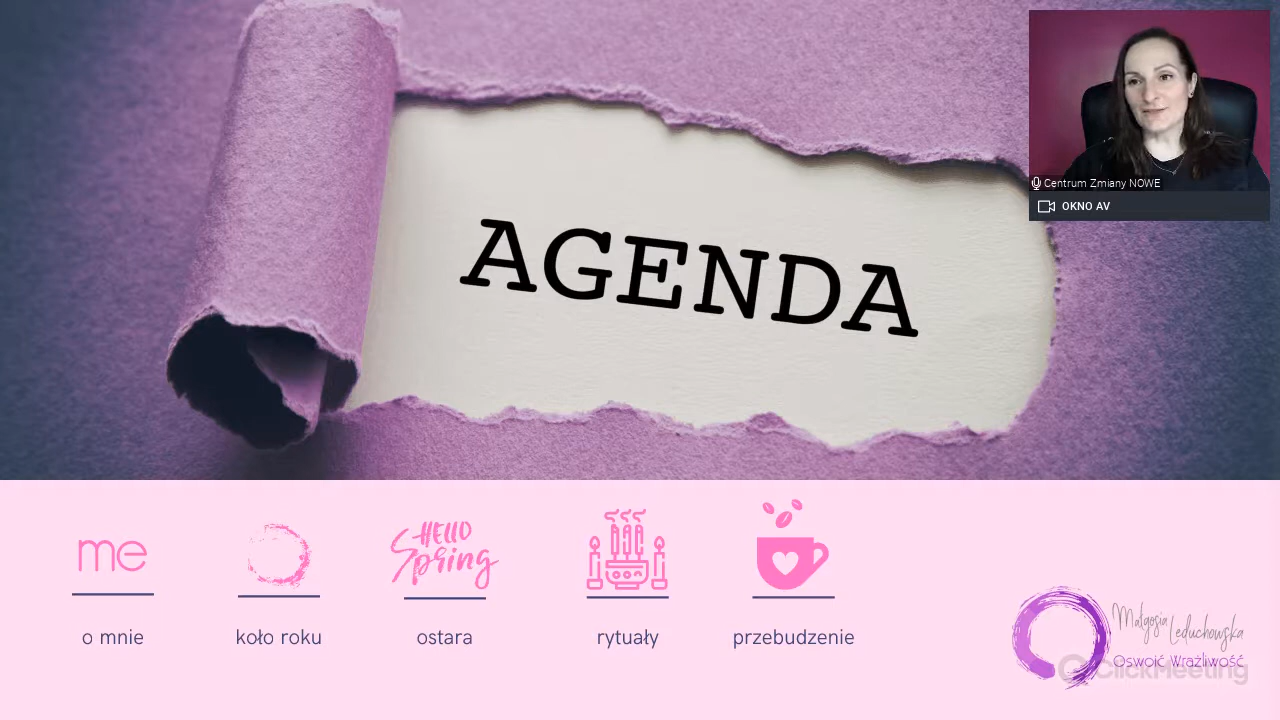 AGENDA
Centrum Zmiany NOWE
OKNO AV
me
HELLO
Spring
o mnie
koło roku
ostara
rytuały
przebudzenie
Małgosia Leduchowska
Oswoić Wrażliwość
ClickMeeting